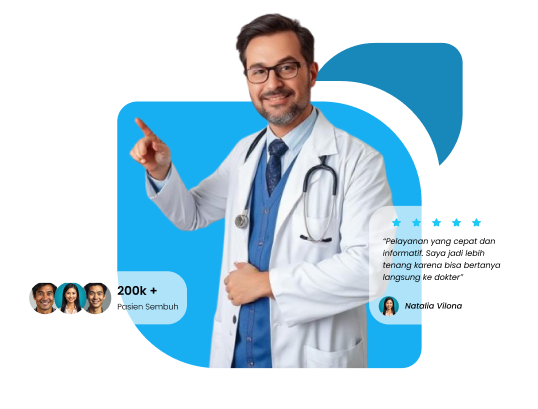 “Pelayanan yang cepat dan
informatif. Saya jadi lebih
tenang karena bisa bertanya
langsung ke dokter”
Natalia Vilona
200k +
Pasien Sembuh